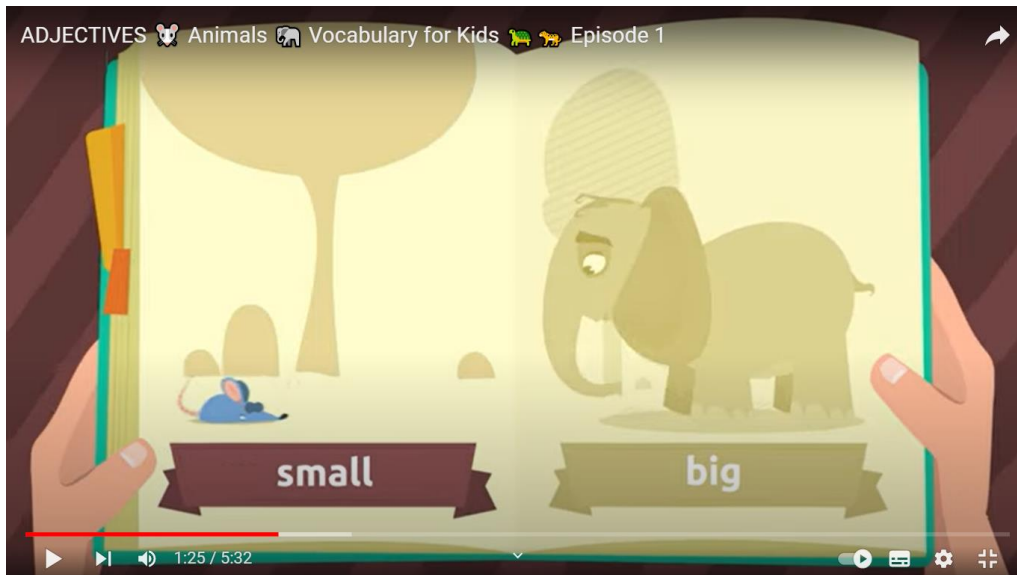 ADJECTIVES 🐭 Animals 🐘 Vocabulary for Kids 🐢 🐆 Episode 1
small
big
1:25 / 5:32